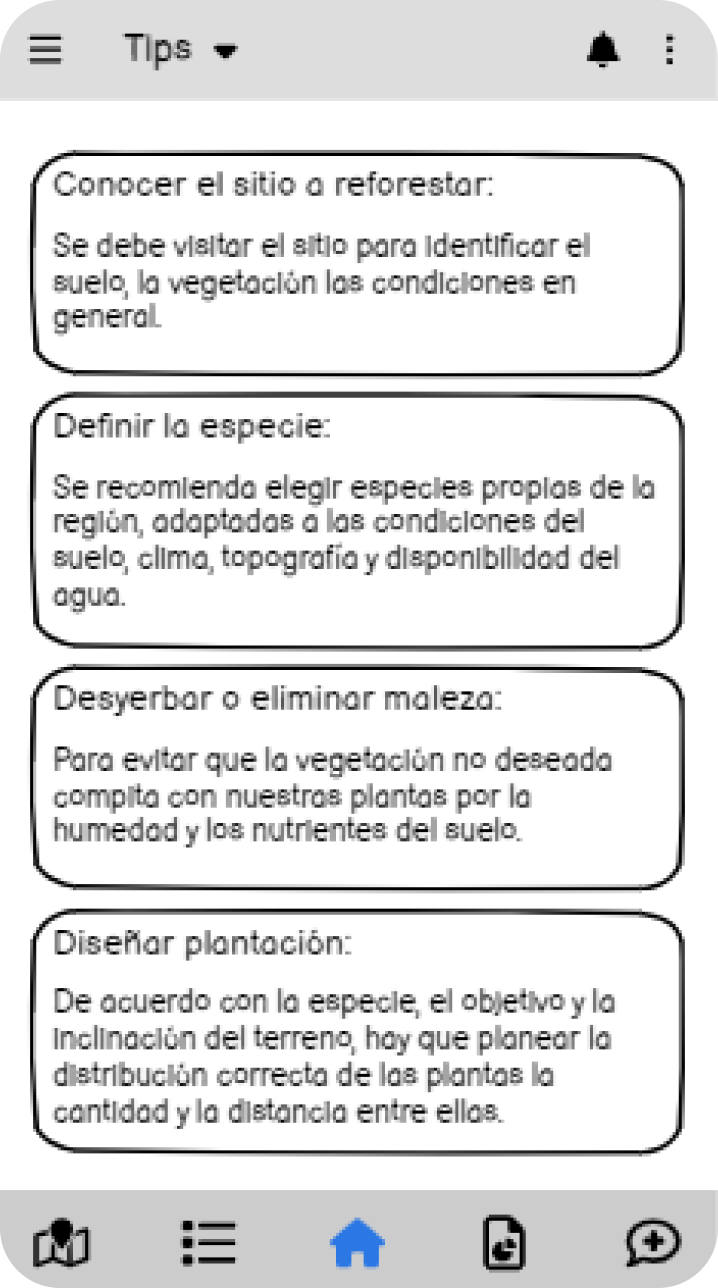 Tips
Conocer el sitio a reforestar:
Se debe visitar el sitio para identificar el
suelo, la vegetación las condiciones en
general.
Definir la especie:
Se recomienda elegir especies propias de la
región, adaptadas a las condiciones del
suelo, clima, topografía y disponibilidad del
agua.
Desyerbar o eliminar maleza:
Para evitar que la vegetación no deseada
compita con nuestras plantas por la
humedad y los nutrientes del suelo.
Diseñar plantación:
De acuerdo con la especie, el objetivo y la
inclinación del terreno, hay que planear la
distribución correcta de las plantas la
cantidad y la distancia entre ellas.